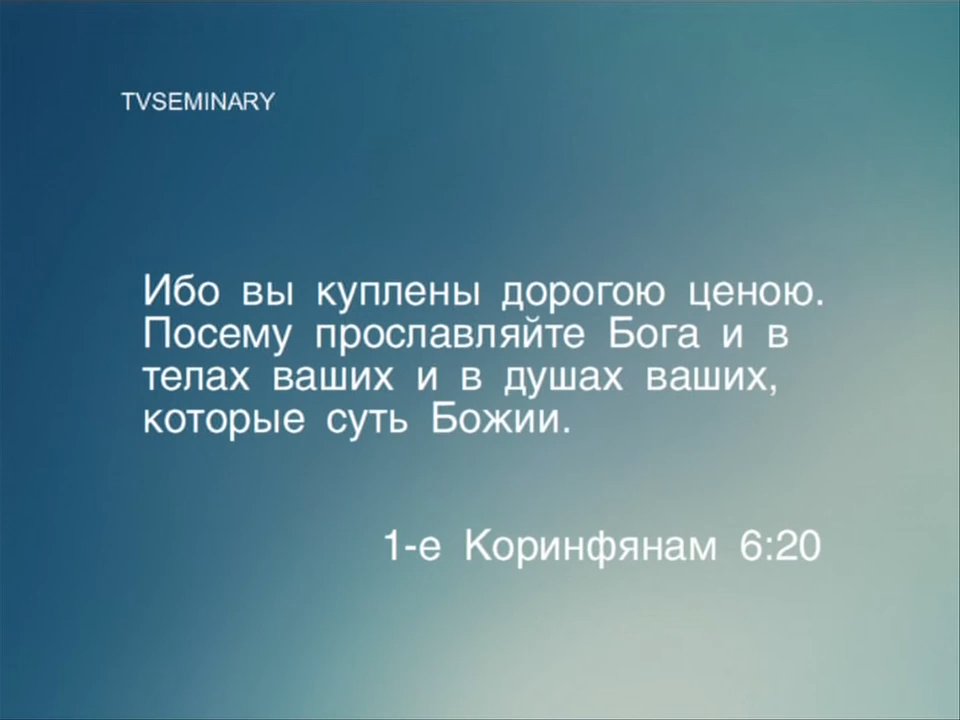 TVSEMINARY
Ибо вы куплены дорогою ценою.
Посему прославляйте Бога и в
телах ваших и в душах ваших,
которые суть Божии.
1-е Коринфянам 6:20